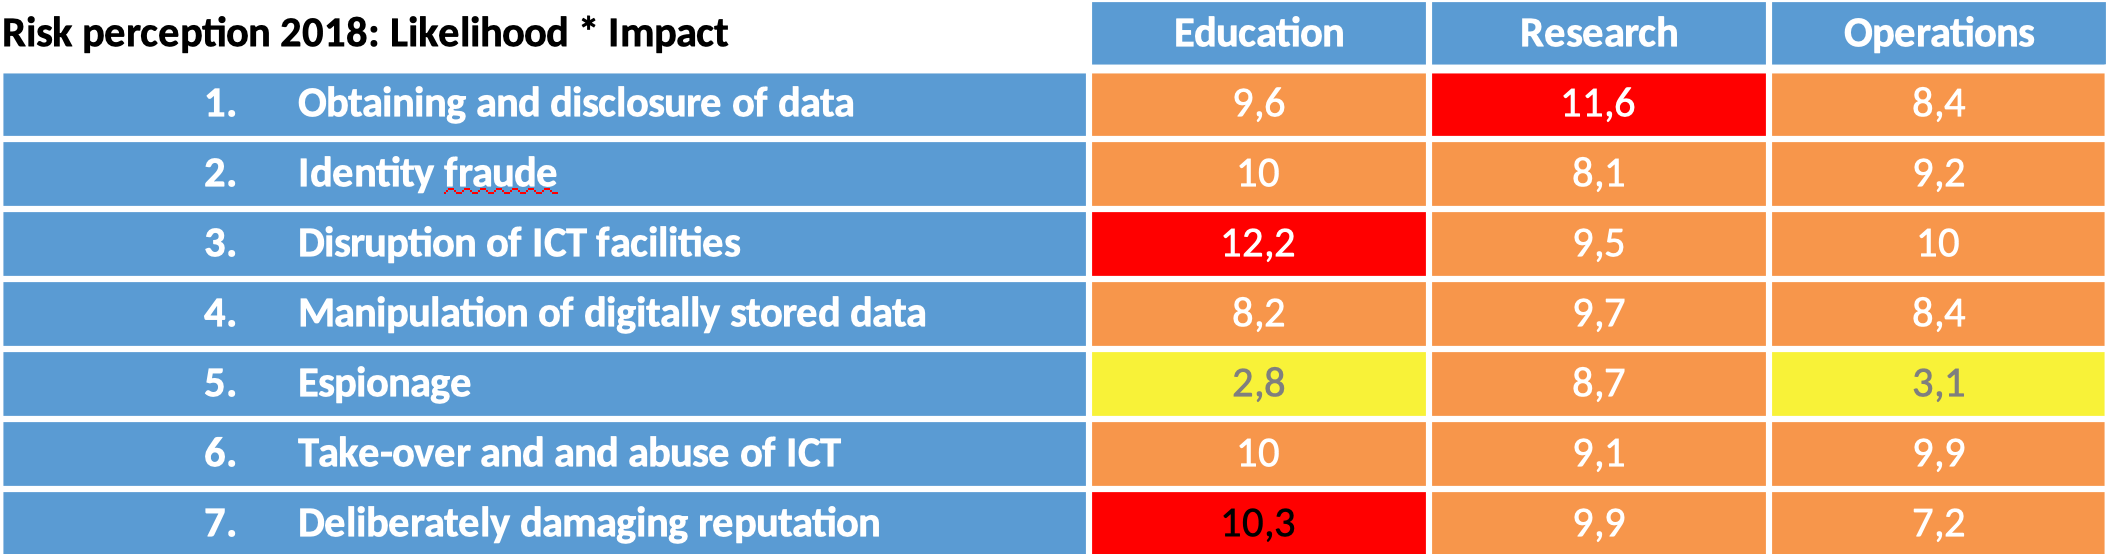 Risk perception 2018: Likelihood * Impact Education Research Operations
1. Obtaining and disclosure of data 9,6 11,6 8,4
2. Identity fraude 10 8,1 9,2
3. Disruption of ICT facilities 12,2 9,5 10
4. Manipulation of digitally stored data 8,2 9,7 8,4
5. Espionage 2,8 8,7 3,1
6. Take-over and and abuse of ICT 10 9,1 9,9
7. Deliberately damaging reputation 10,3 9,9 7,2